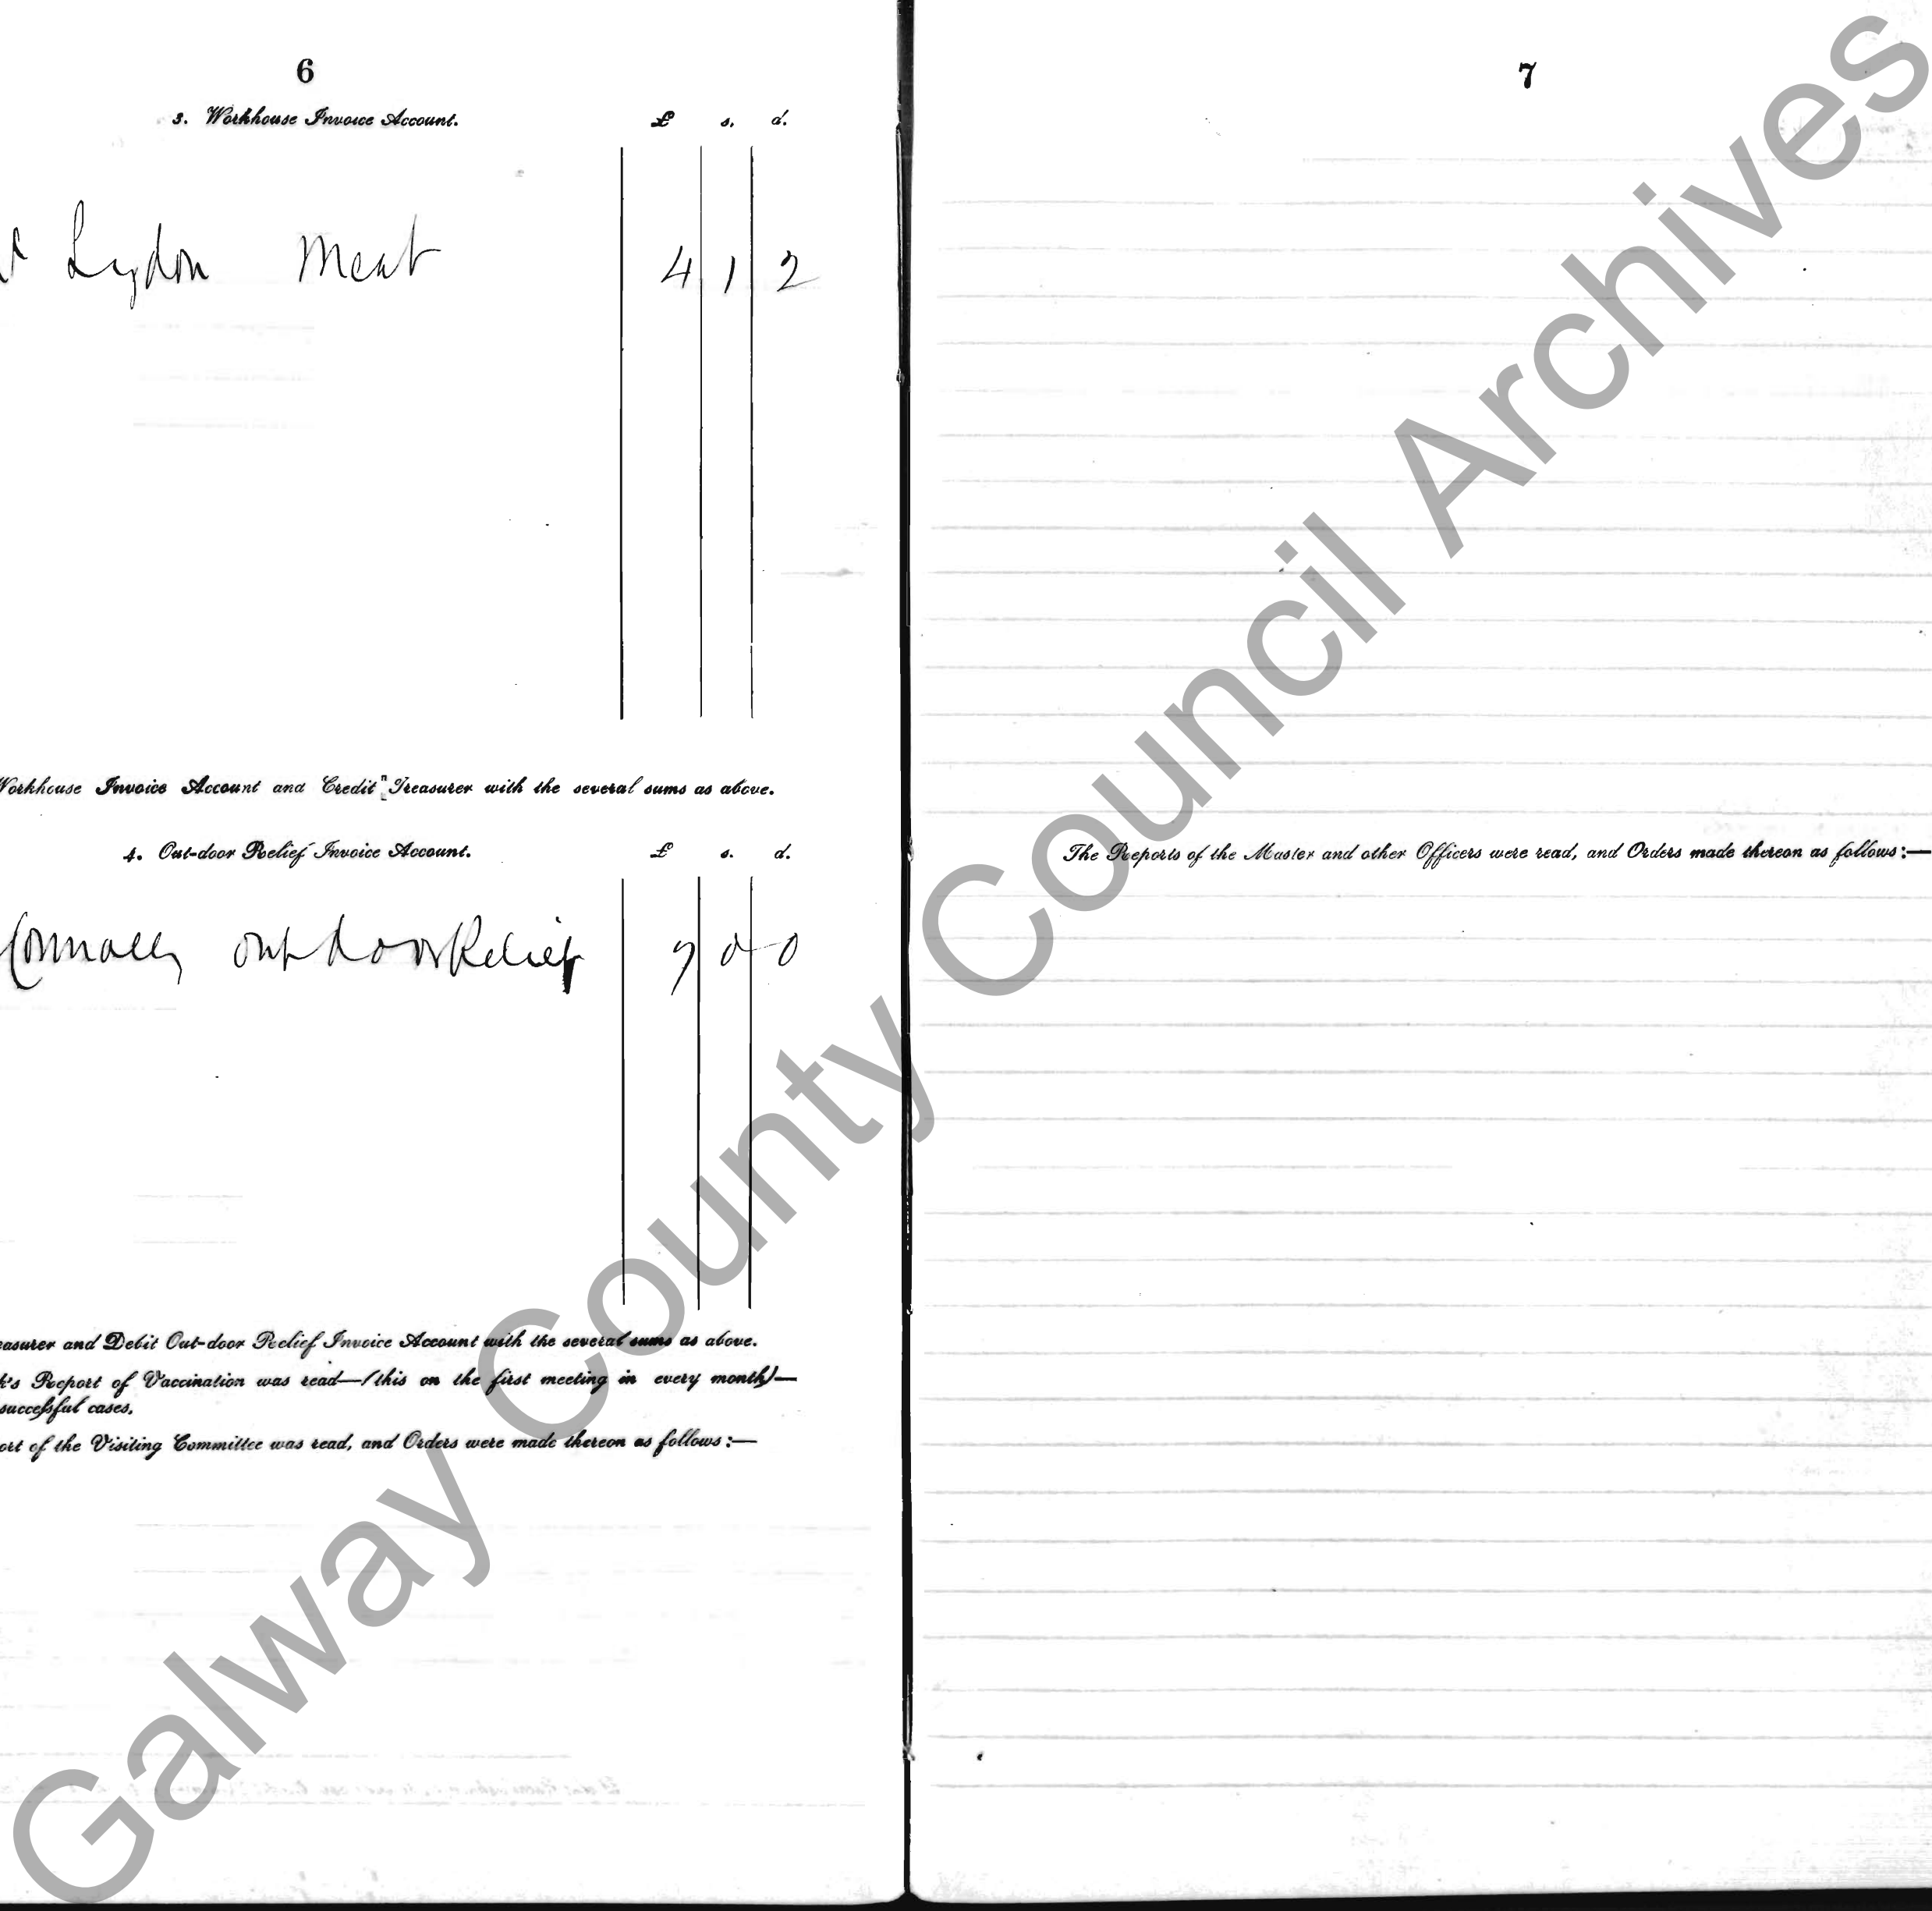 6
3. Workhouse Invoice Account. £ s. d.
Lydon Meat 4 1 2
Workhouse Invoice Account and Credit Treasurer with the several sums as above.
4. Out-door Relief Invoice Account. £ s. d.
Connolly outdoor Relief 9 0 0
easurer and Debit Out-door Relief Invoice Account with the several sums as above.
k's Report of Vaccination was read—(this on the first meeting in every month)—
successful cases.
ort of the Visiting Committee was read, and Orders were made thereon as follows:—
7
The Reports of the Master and other Officers were read, and Orders made thereon as follows:—
Galway County Council Archives